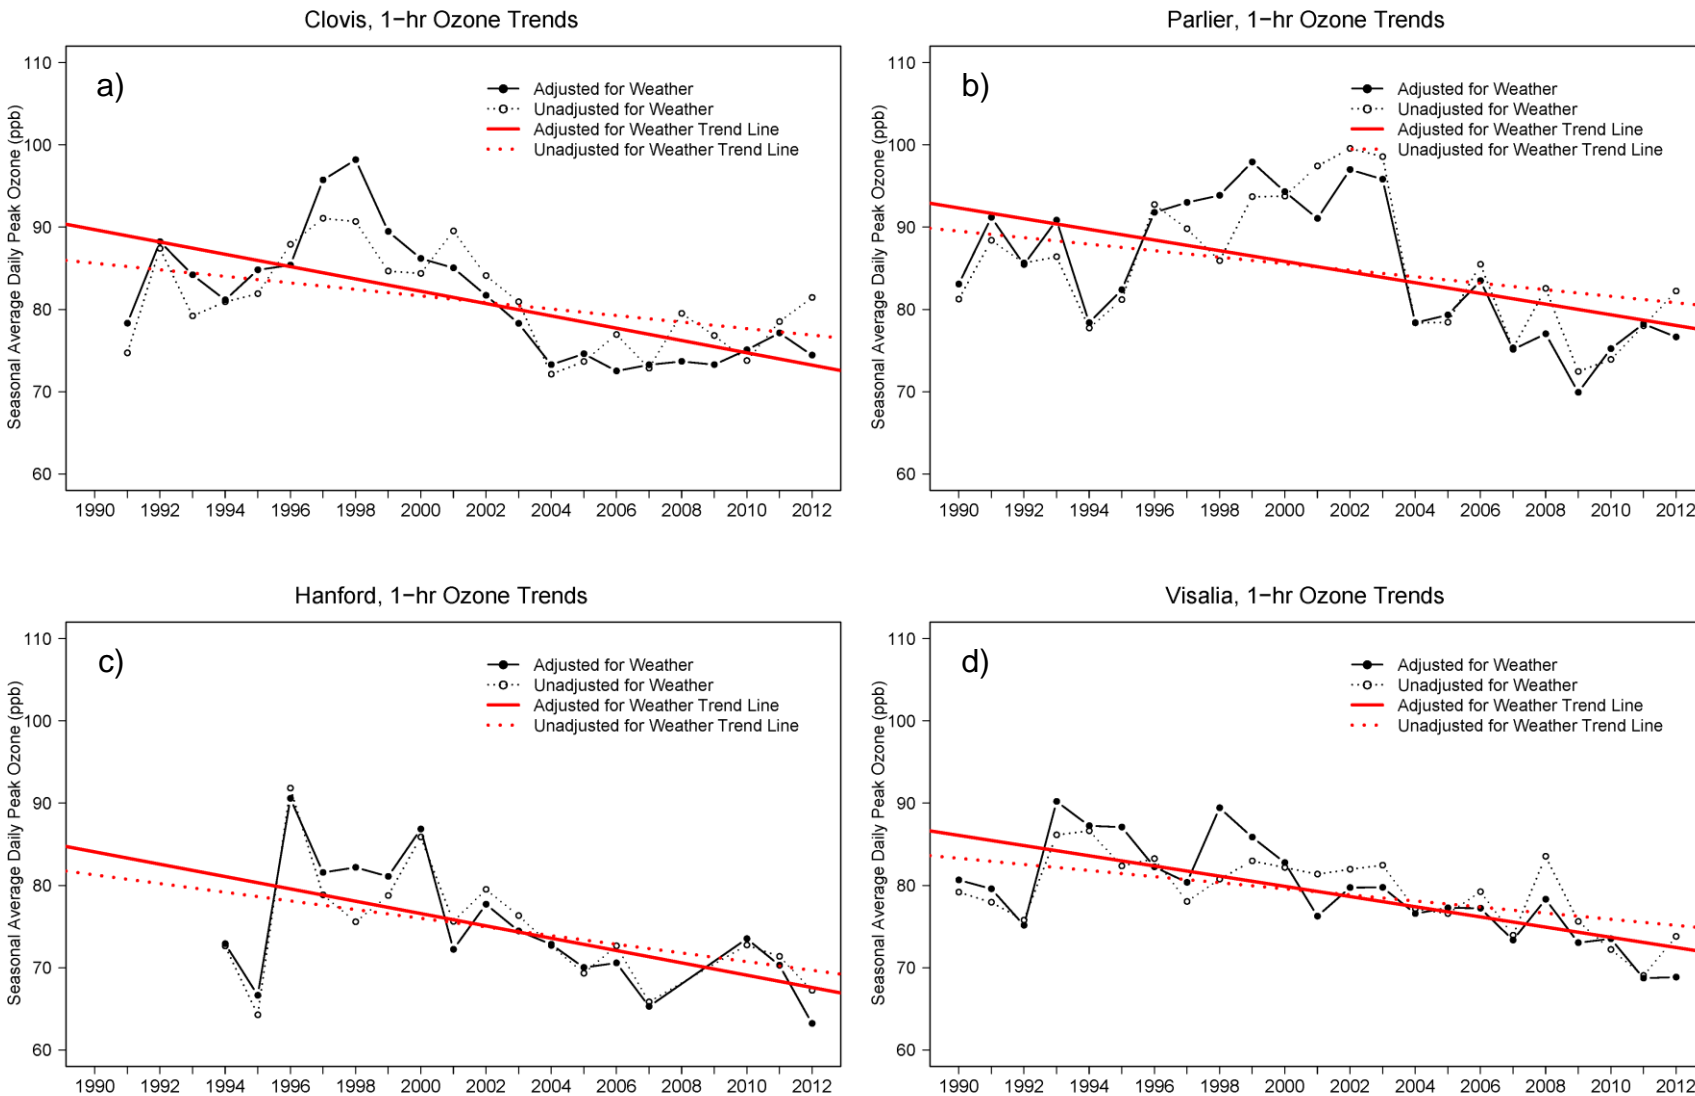 Clovis, 1−hr Ozone Trends
a)
Adjusted for Weather
Unadjusted for Weather
Adjusted for Weather Trend Line
Unadjusted for Weather Trend Line
Seasonal Average Daily Peak Ozone (ppb)
110
100
90
80
70
60
1990 1992 1994 1996 1998 2000 2002 2004 2006 2008 2010 2012
Parlier, 1−hr Ozone Trends
b)
Adjusted for Weather
Unadjusted for Weather
Adjusted for Weather Trend Line
Unadjusted for Weather Trend Line
Seasonal Average Daily Peak Ozone (ppb)
110
100
90
80
70
60
1990 1992 1994 1996 1998 2000 2002 2004 2006 2008 2010 2012
Hanford, 1−hr Ozone Trends
c)
Adjusted for Weather
Unadjusted for Weather
Adjusted for Weather Trend Line
Unadjusted for Weather Trend Line
Seasonal Average Daily Peak Ozone (ppb)
110
100
90
80
70
60
1990 1992 1994 1996 1998 2000 2002 2004 2006 2008 2010 2012
Visalia, 1−hr Ozone Trends
d)
Adjusted for Weather
Unadjusted for Weather
Adjusted for Weather Trend Line
Unadjusted for Weather Trend Line
Seasonal Average Daily Peak Ozone (ppb)
110
100
90
80
70
60
1990 1992 1994 1996 1998 2000 2002 2004 2006 2008 2010 2012